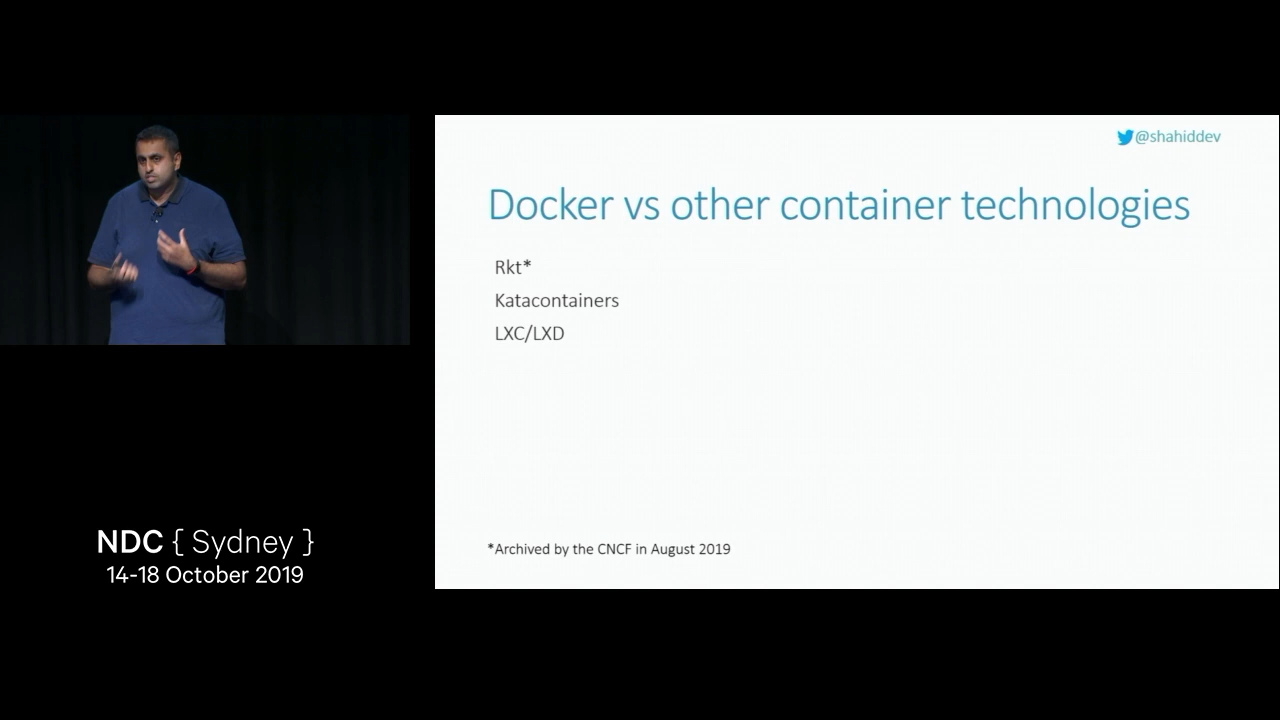 @shahiddev
Docker vs other container technologies
Rkt*
Katacontainers
LXC/LXD
*Archived by the CNCF in August 2019
NDC { Sydney }
14-18 October 2019